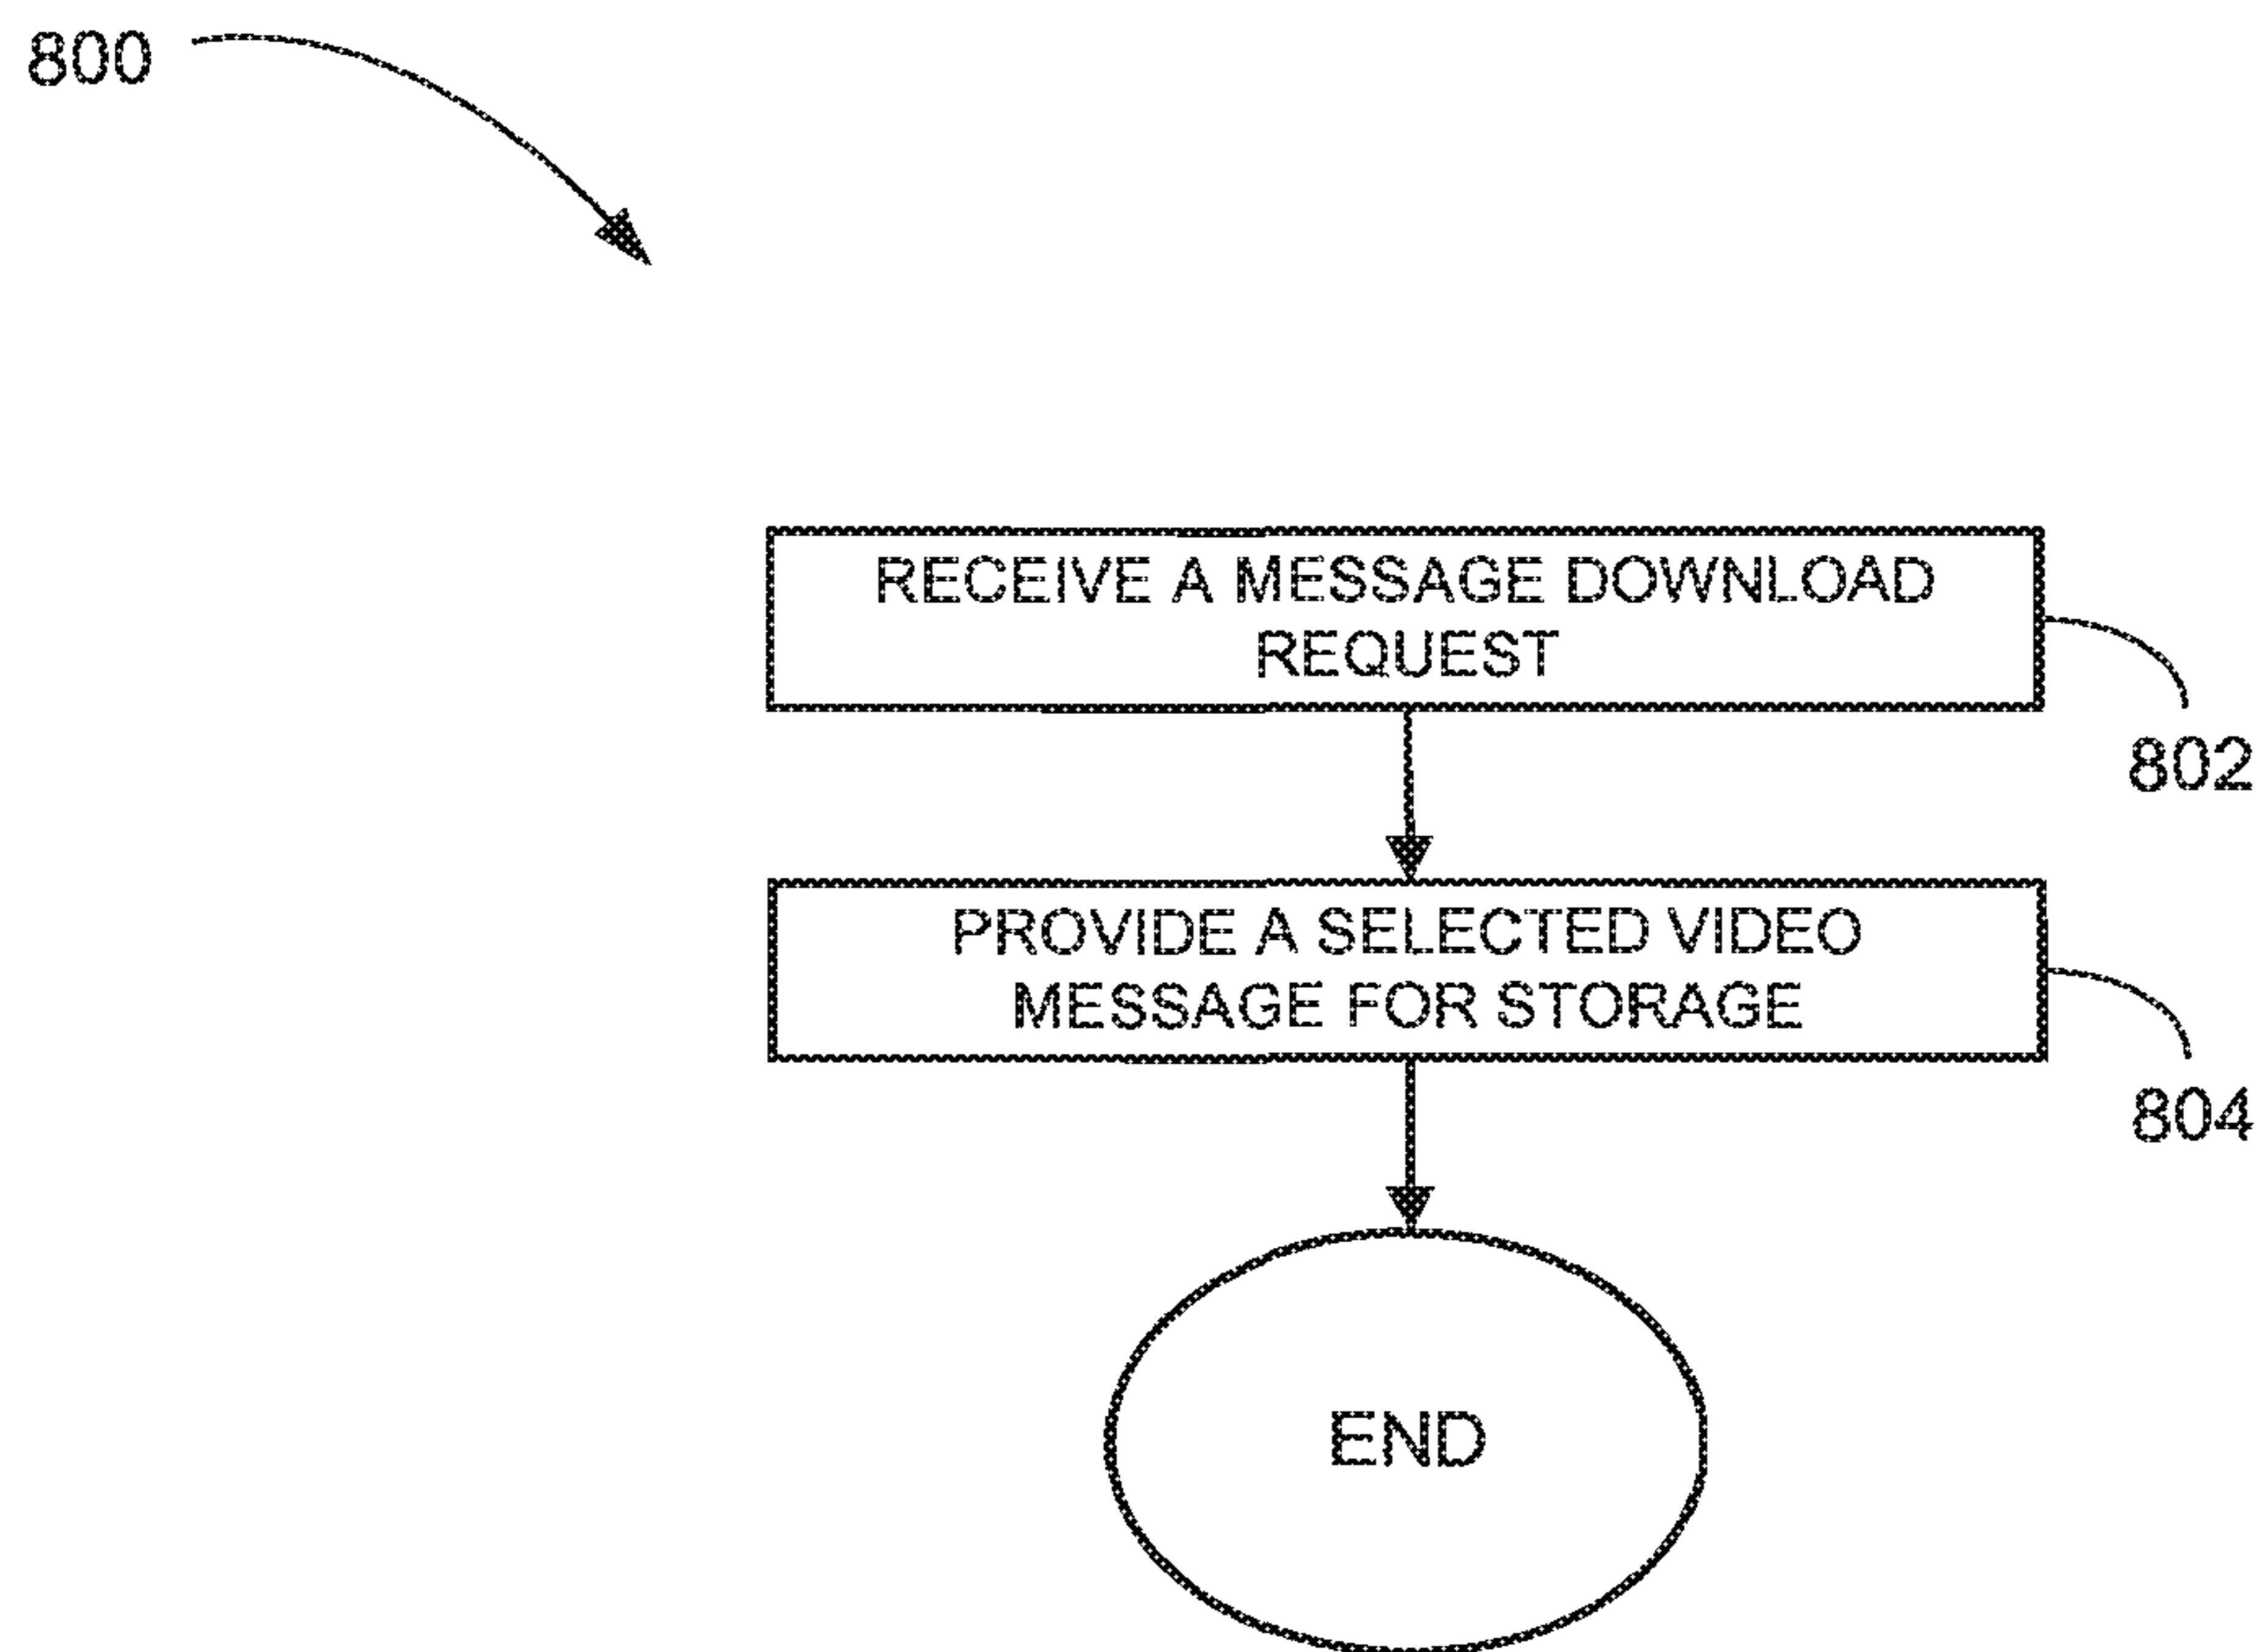 800
RECEIVE A MESSAGE DOWNLOAD
REQUEST
802
PROVIDE A SELECTED VIDEO
MESSAGE FOR STORAGE
804
END